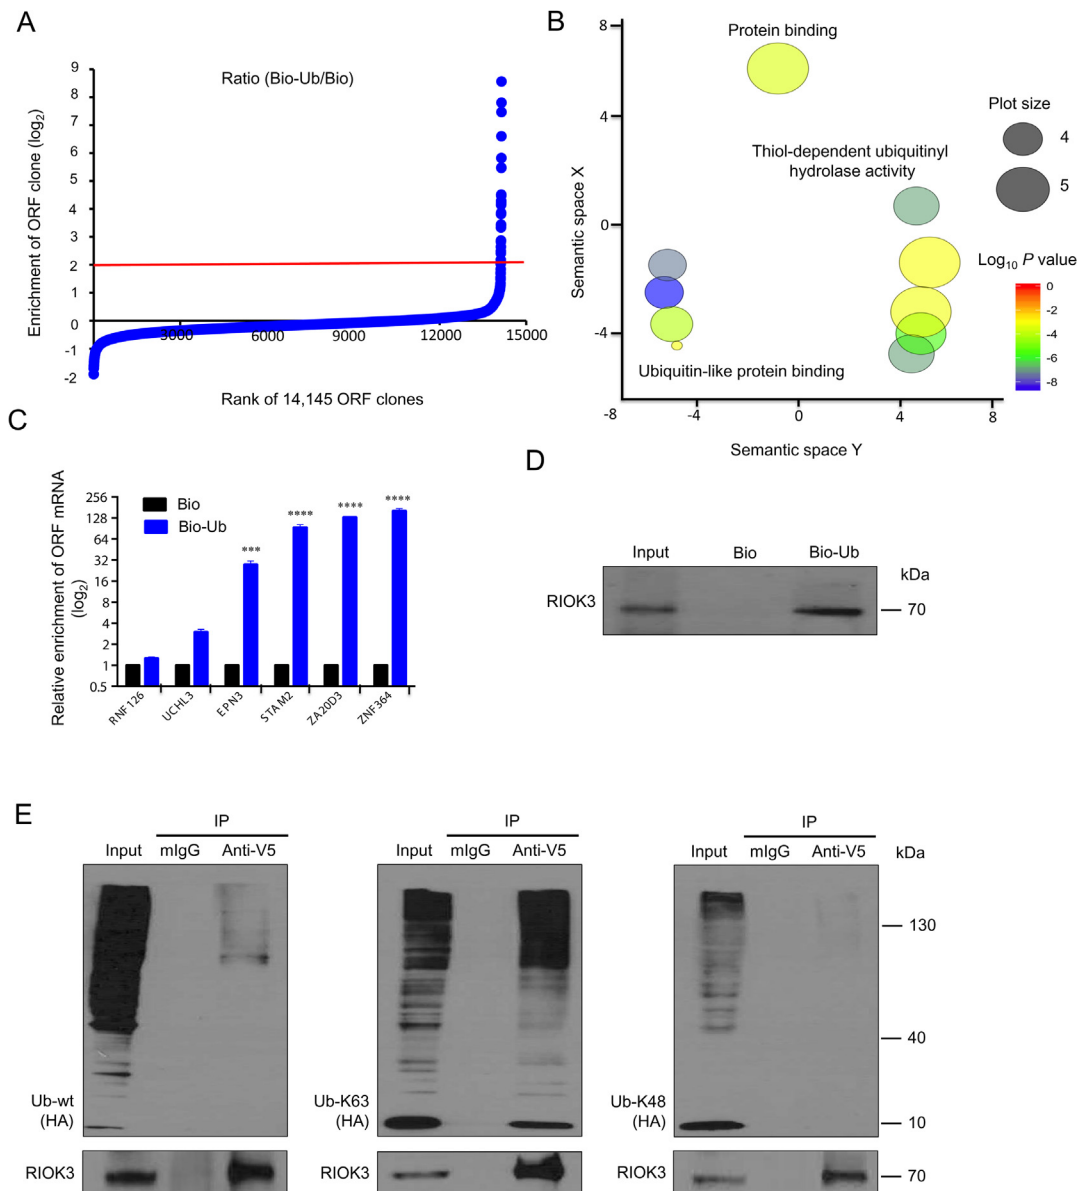 A
Ratio (Bio-Ub/Bio)
Enrichment of ORF clone (log2)
9
8
7
6
5
4
3
2
1
0
-1
-2
3000
6000
9000
12000
15000
Rank of 14,145 ORF clones
B
Protein binding
Thiol-dependent ubiquitinyl
hydrolase activity
Ubiquitin-like protein binding
Semantic space X
8
4
0
-4
-8
-4
0
4
8
Semantic space Y
Plot size
4
5
Log10 P value
0
-2
-4
-6
-8
C
Relative enrichment of ORF mRNA
(log2)
256
128
64
32
16
8
4
2
1
0.5
Bio
Bio-Ub
***
****
****
****
RNF126
UCHL3
EPN3
STAM2
ZA20D3
ZNF364
D
Input Bio Bio-Ub
kDa
RIOK3
70
E
IP
Input mIgG Anti-V5
Ub-wt
(HA)
RIOK3
IP
Input mIgG Anti-V5
Ub-K63
(HA)
RIOK3
IP
Input mIgG Anti-V5
kDa
130
40
Ub-K48
(HA)
10
RIOK3
70